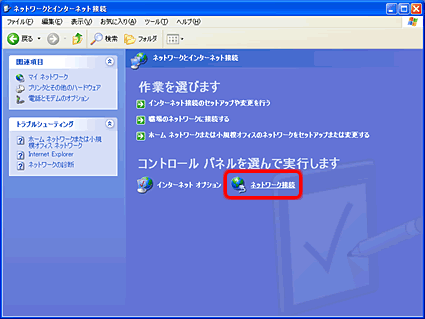 ネットワークとインターネット接続
ファイル(F) 編集(E) 表示(V) お気に入り(A) ツール(T) ヘルプ(H)
戻る 検索 フォルダ
関連項目
マイ ネットワーク
プリンタとその他のハードウェア
電話とモデムのオプション
トラブルシューティング
ホーム ネットワークまたは小規
模オフィス ネットワーク
Internet Explorer
ネットワークの診断
ネットワークとインターネット接続
作業を選びます
インターネット接続のセットアップや変更を行う
職場のネットワークに接続する
ホーム ネットワークまたは小規模オフィスのネットワークをセットアップまたは変更する
コントロール パネルを選んで実行します
インターネット オプション
ネットワーク接続